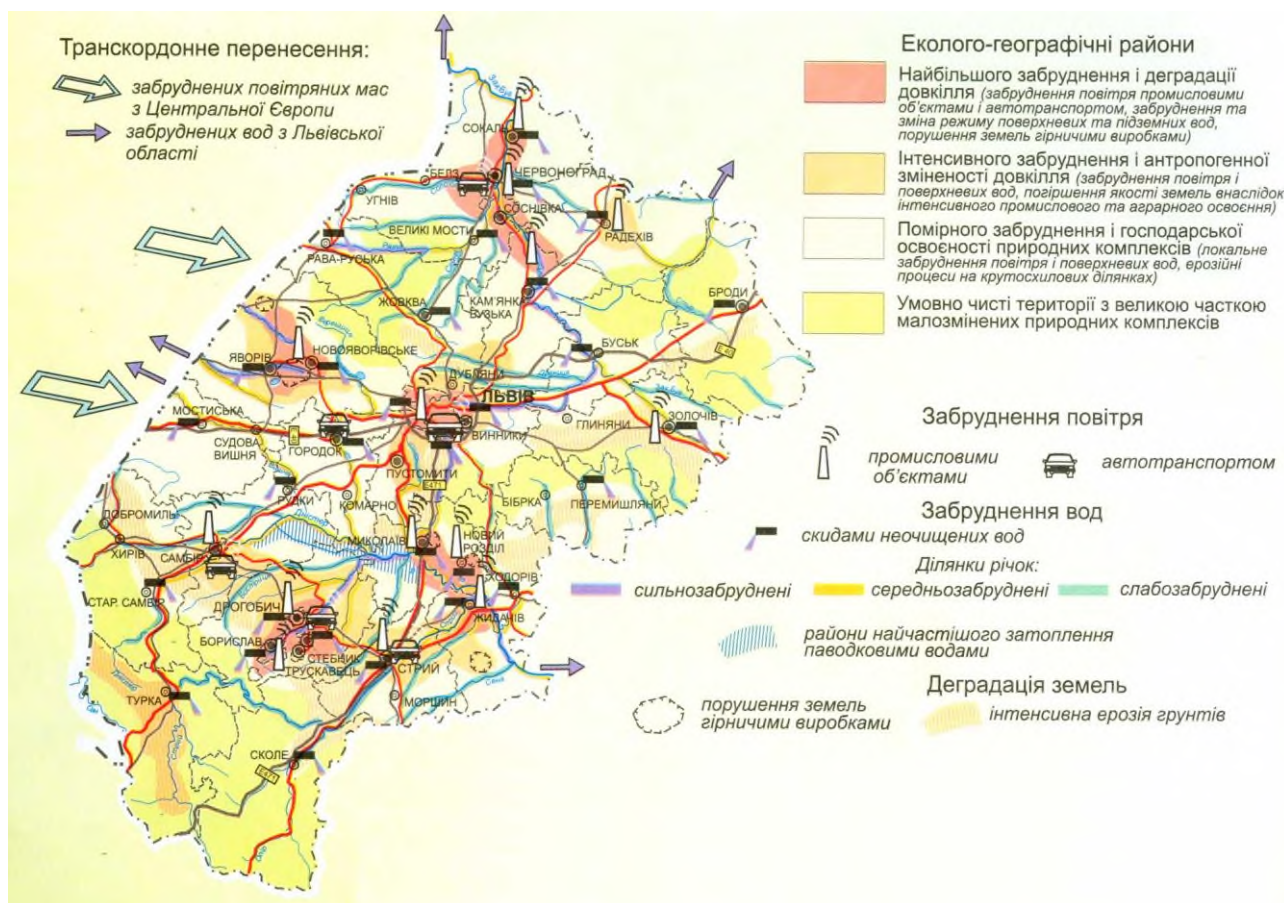 Транскордонне перенесення:
забруднених повітряних мас
з Центральної Європи
забруднених вод з Львівської
області
Еколого-географічні райони
Найбільшого забруднення і деградації
довкілля (забруднення повітря промисловими
об'єктами і автотранспортом, забруднення та
зміна режиму поверхневих та підземних вод,
порушення земель гірничими виробками)
Інтенсивного забруднення і антропогенної
зміненості довкілля (забруднення повітря і
поверхневих вод, погіршення якості земель внаслідок
інтенсивного промислового та аграрного освоєння)
Помірного забруднення і господарської
освоєності природних комплексів (локальне
забруднення повітря і поверхневих вод, ерозійні
процеси на крутосхилових ділянках)
Умовно чисті території з великою часткою
малозмінених природних комплексів
Забруднення повітря
промисловими
об'єктами
автотранспортом
Забруднення вод
скидами неочищених вод
Ділянки річок:
сильнозабруднені
середньозабруднені
слабозабруднені
райони найчастішого затоплення
паводковими водами
Деградація земель
порушення земель
гірничими виробками
інтенсивна ерозія грунтів
СОКАЛЬ
БЕЛЗ
ЧЕРВОНОГРАД
УГНІВ
СОСНІВКА
ВЕЛИКІ МОСТИ
РАДЕХІВ
РАВА-РУСЬКА
ЖОВКВА
КАМ'ЯНКА
БУЗЬКА
БРОДИ
E 40
ЯВОРІВ
НОВОЯВОРІВСЬКЕ
БУСЬК
ДУБЛЯНИ
ЛЬВІВ
МОСТИСЬКА
СУДОВА
ВИШНЯ
ГОРОДОК
ВИННИКИ
ГЛИНЯНИ
ЗОЛОЧІВ
ПУСТОМИТИ
E471
РУДКИ
КОМАРНО
БІБРКА
ПЕРЕМИШЛЯНИ
ДОБРОМИЛЬ
ХИРІВ
САМБІР
Дністер
МИКОЛАЇВ
НОВИЙ
РОЗДІЛ
ХОДОРІВ
СТАР. САМБІР
ДРОГОБИЧ
ЖИДАЧІВ
БОРИСЛАВ
СТЕБНИК
ТРУСКАВЕЦЬ
СТРИЙ
ТУРКА
МОРШИН
СКОЛЕ
E471